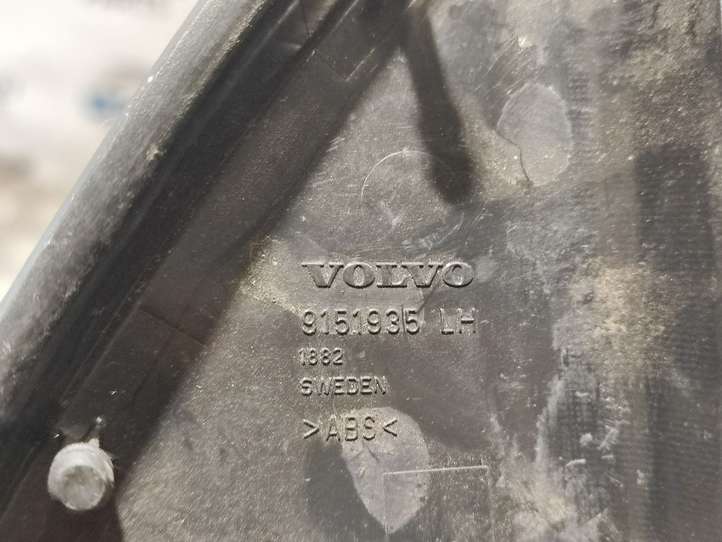 VOLVO
9151935 LH
1882
SWEDEN
>ABS<